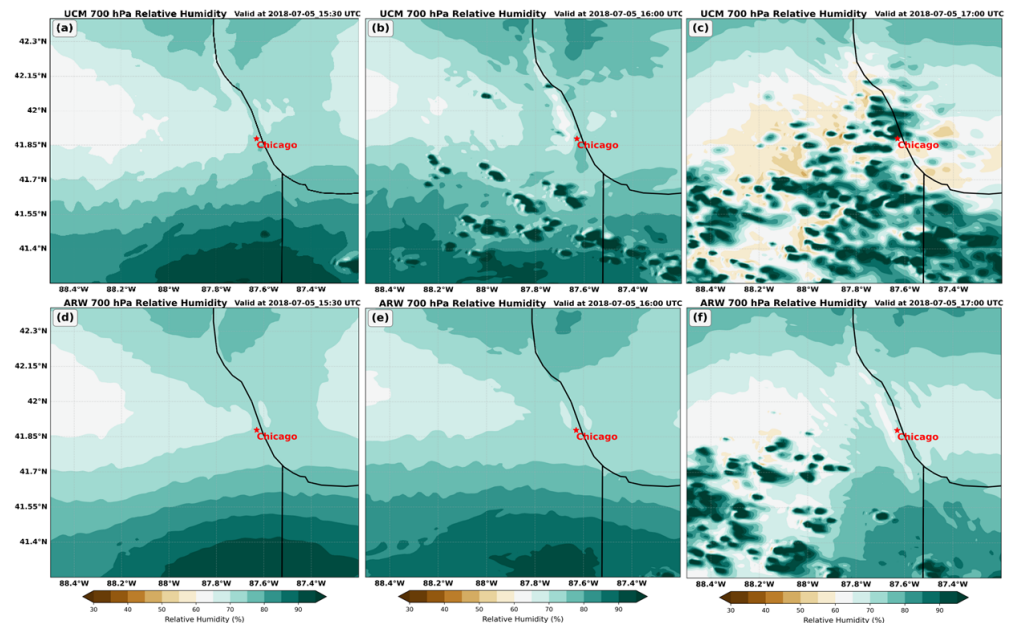 UCM 700 hPa Relative Humidity Valid at 2018-07-05_15:30 UTC
UCM 700 hPa Relative Humidity Valid at 2018-07-05_16:00 UTC
UCM 700 hPa Relative Humidity Valid at 2018-07-05_17:00 UTC
(a)
(b)
(c)
42.3°N
42.15°N
42°N
41.85°N
41.7°N
41.55°N
41.4°N
Chicago
Chicago
Chicago
88.4°W 88.2°W 88°W 87.8°W 87.6°W 87.4°W
88.4°W 88.2°W 88°W 87.8°W 87.6°W 87.4°W
88.4°W 88.2°W 88°W 87.8°W 87.6°W 87.4°W
ARW 700 hPa Relative Humidity Valid at 2018-07-05_15:30 UTC
ARW 700 hPa Relative Humidity Valid at 2018-07-05_16:00 UTC
ARW 700 hPa Relative Humidity Valid at 2018-07-05_17:00 UTC
(d)
(e)
(f)
42.3°N
42.15°N
42°N
41.85°N
41.7°N
41.55°N
41.4°N
Chicago
Chicago
Chicago
88.4°W 88.2°W 88°W 87.8°W 87.6°W 87.4°W
88.4°W 88.2°W 88°W 87.8°W 87.6°W 87.4°W
88.4°W 88.2°W 88°W 87.8°W 87.6°W 87.4°W
30 40 50 60 70 80 90
30 40 50 60 70 80 90
30 40 50 60 70 80 90
Relative Humidity (%)
Relative Humidity (%)
Relative Humidity (%)